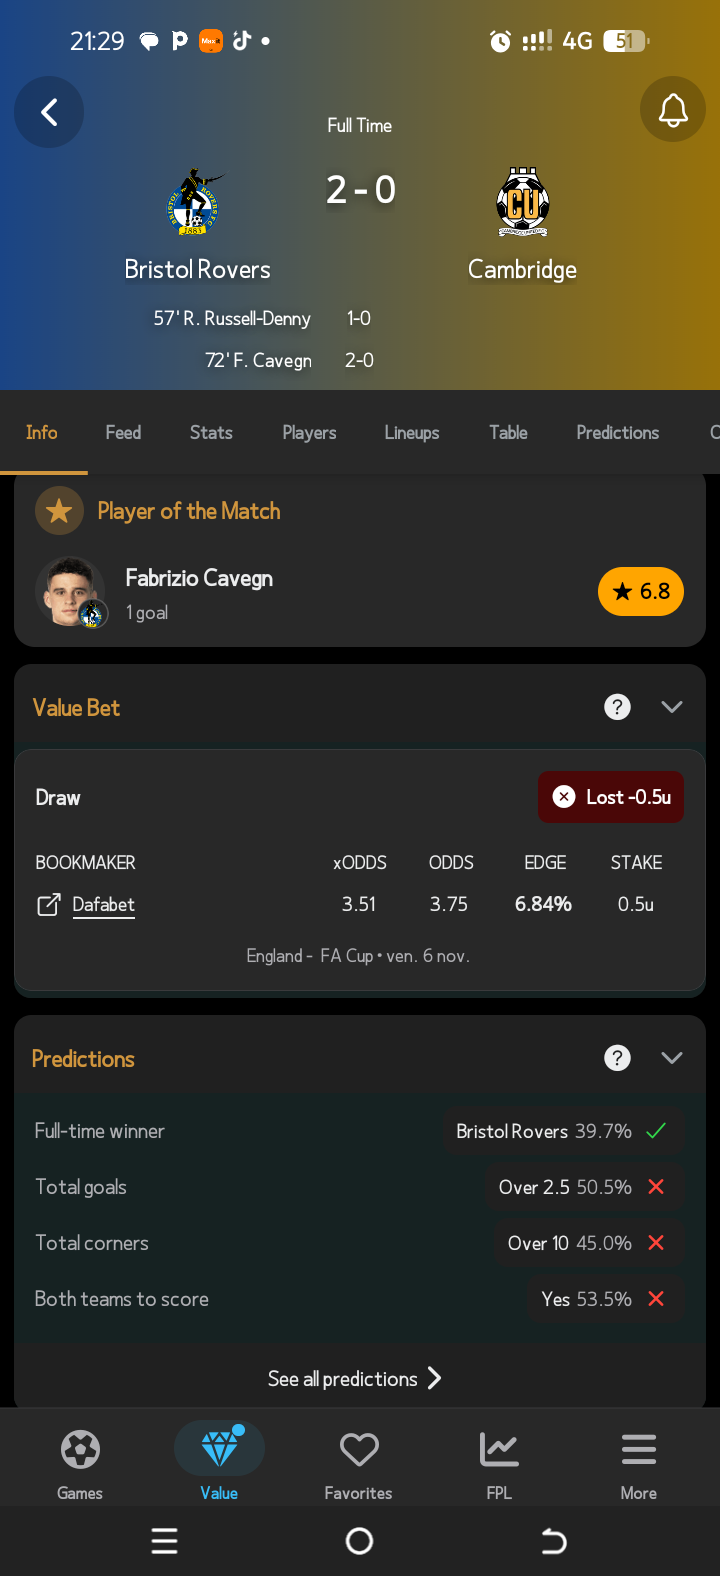 21:29
4G
51
Full Time
2 - 0
BRISTOL ROVERS F.C.
1883
CU
Bristol Rovers
Cambridge
57' R. Russell-Denny 1-0
72' F. Cavegn 2-0
Info Feed Stats Players Lineups Table Predictions
Player of the Match
Fabrizio Cavegn
1 goal
6.8
Value Bet
?
Draw
Lost -0.5u
BOOKMAKER xODDS ODDS EDGE STAKE
Dafabet 3.51 3.75 6.84% 0.5u
England - FA Cup • ven. 6 nov.
Predictions
?
Full-time winner Bristol Rovers 39.7%
Total goals Over 2.5 50.5%
Total corners Over 10 45.0%
Both teams to score Yes 53.5%
See all predictions
Games Value Favorites FPL More